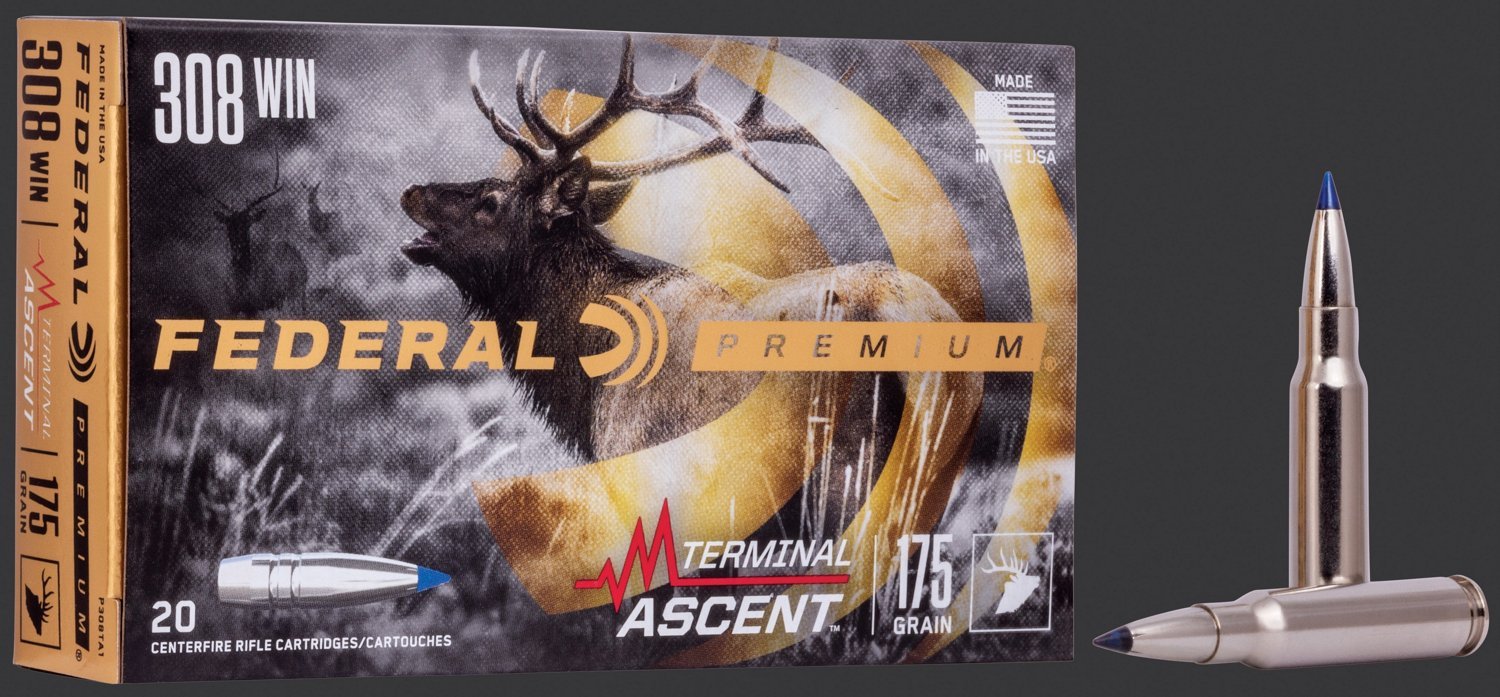 308 WIN
MADE
IN THE USA
FEDERAL PREMIUM®
TERMINAL
ASCENT™
175
GRAIN
20
CENTERFIRE RIFLE CARTRIDGES/CARTOUCHES
MADE IN THE USA
FEDERAL PREMIUM®
308 WIN
TERMINAL
ASCENT
175
GRAIN
P308TA1